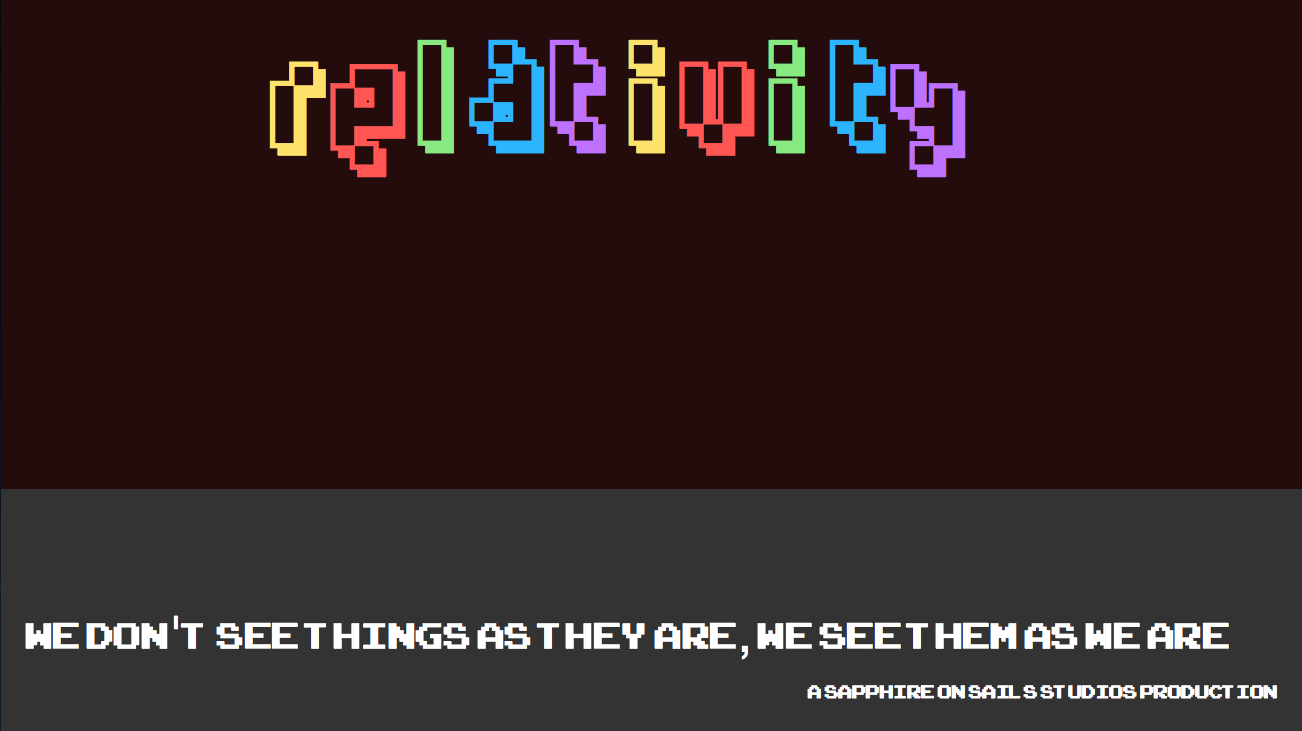 relativity
WE DON'T SEE THINGS AS THEY ARE, WE SEE THEM AS WE ARE
A SAPPHIRE ON SAILS STUDIOS PRODUCTION